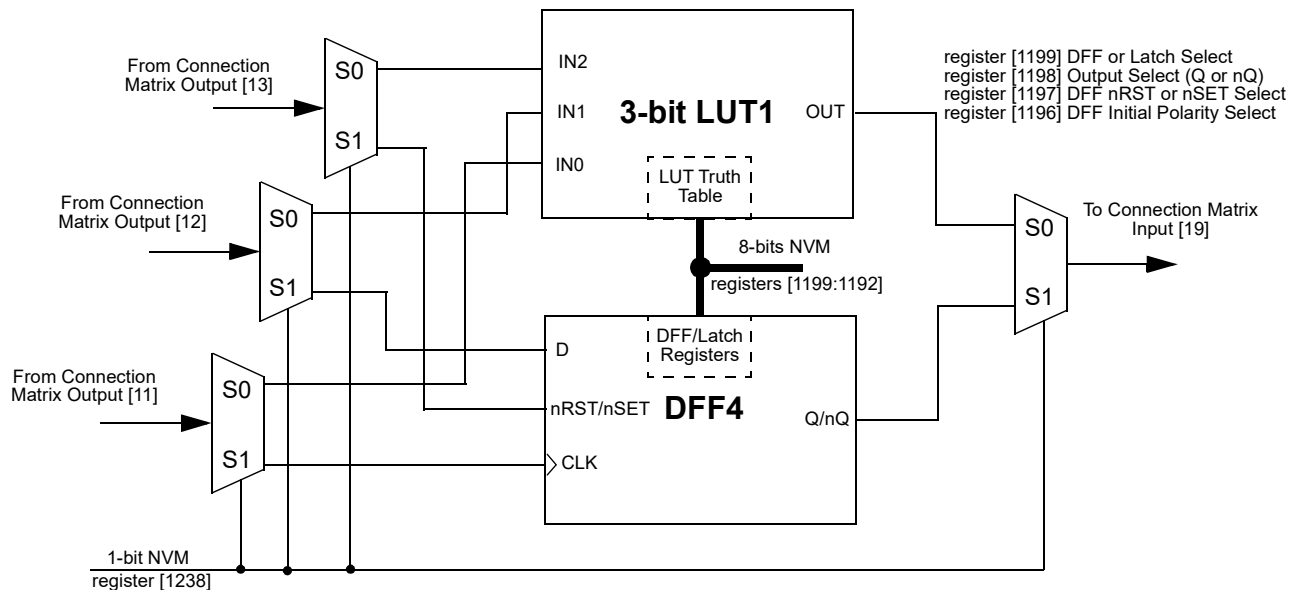 From Connection
Matrix Output [13]
S0
S1
IN2
IN1
IN0
3-bit LUT1
OUT
LUT Truth
Table
register [1199] DFF or Latch Select
register [1198] Output Select (Q or nQ)
register [1197] DFF nRST or nSET Select
register [1196] DFF Initial Polarity Select
From Connection
Matrix Output [12]
S0
S1
8-bits NVM
registers [1199:1192]
S0
S1
To Connection Matrix
Input [19]
From Connection
Matrix Output [11]
S0
S1
D
nRST/nSET
CLK
DFF/Latch
Registers
DFF4
Q/nQ
1-bit NVM
register [1238]